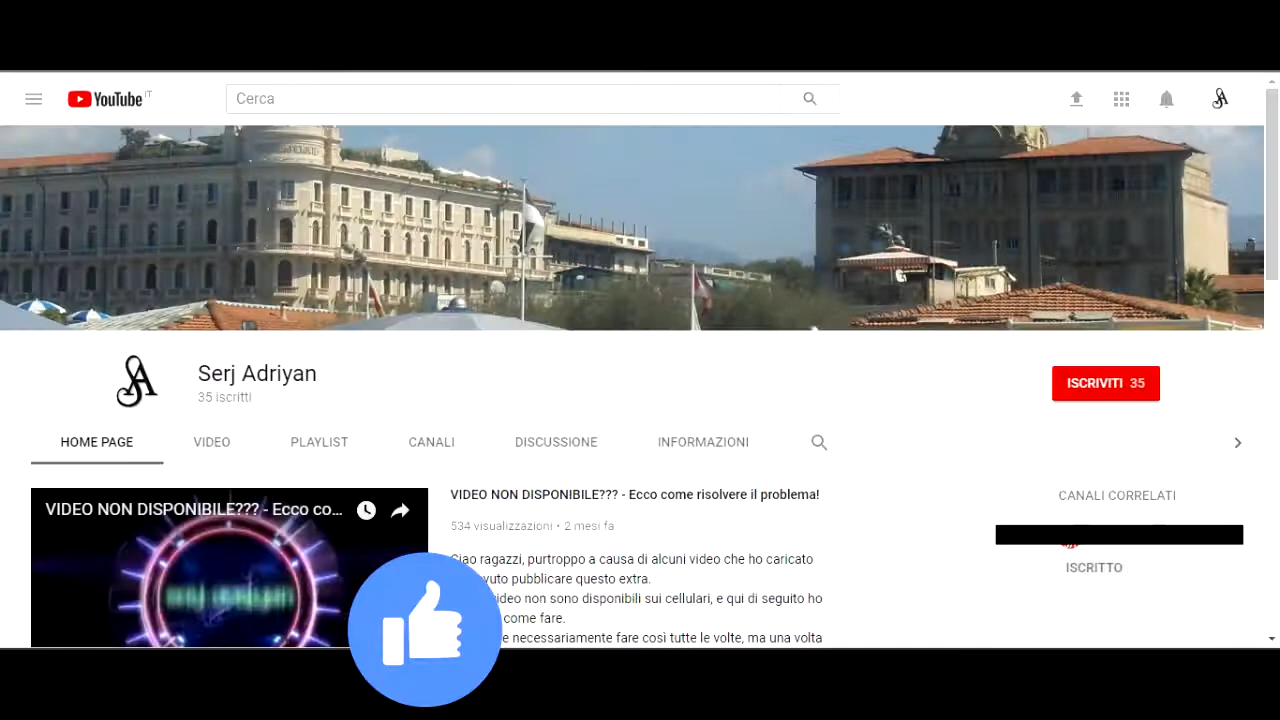 YouTube IT
Cerca
Serj Adriyan
35 iscritti
ISCRIVITI 35
HOME PAGE
VIDEO
PLAYLIST
CANALI
DISCUSSIONE
INFORMAZIONI
VIDEO NON DISPONIBILE??? - Ecco co...
VIDEO NON DISPONIBILE??? - Ecco come risolvere il problema!
534 visualizzazioni • 2 mesi fa
Ciao ragazzi, purtroppo a causa di alcuni video che ho caricato
pubblicare questo extra.
non sono disponibili sui cellulari, e qui di seguito ho
come fare.
necessariamente fare così tutte le volte, ma una volta
CANALI CORRELATI
ISCRITTO